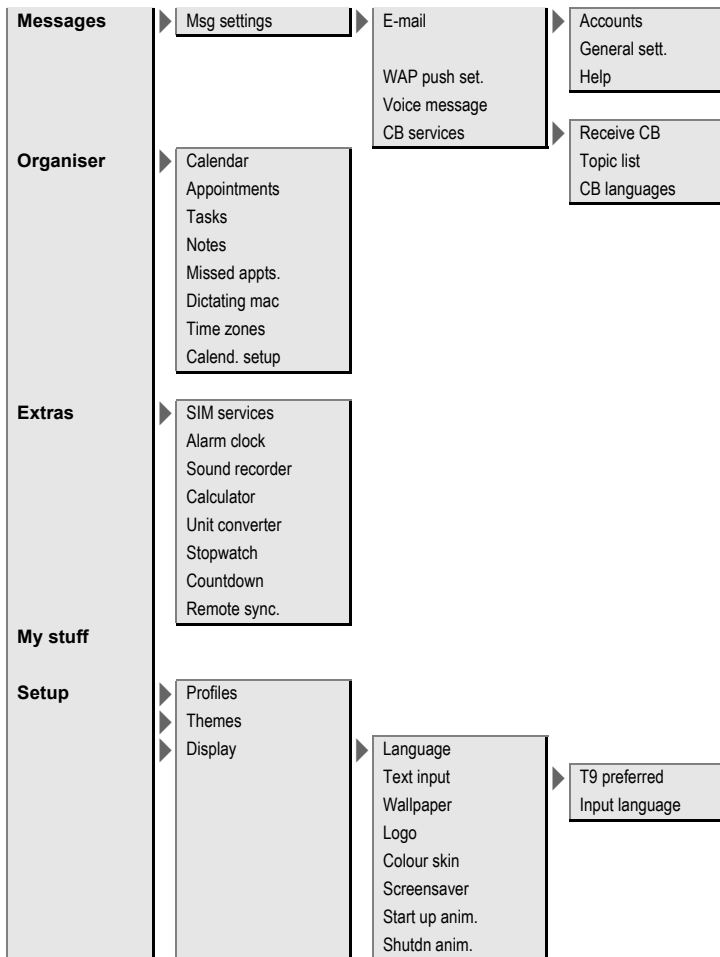 Messages
Msg settings
E-mail
Accounts
General sett.
Help
WAP push set.
Voice message
CB services
Receive CB
Topic list
CB languages
Organiser
Calendar
Appointments
Tasks
Notes
Missed appts.
Dictating mac
Time zones
Calend. setup
Extras
SIM services
Alarm clock
Sound recorder
Calculator
Unit converter
Stopwatch
Countdown
Remote sync.
My stuff
Setup
Profiles
Themes
Display
Language
Text input
T9 preferred
Input language
Wallpaper
Logo
Colour skin
Screensaver
Start up anim.
Shutdn anim.